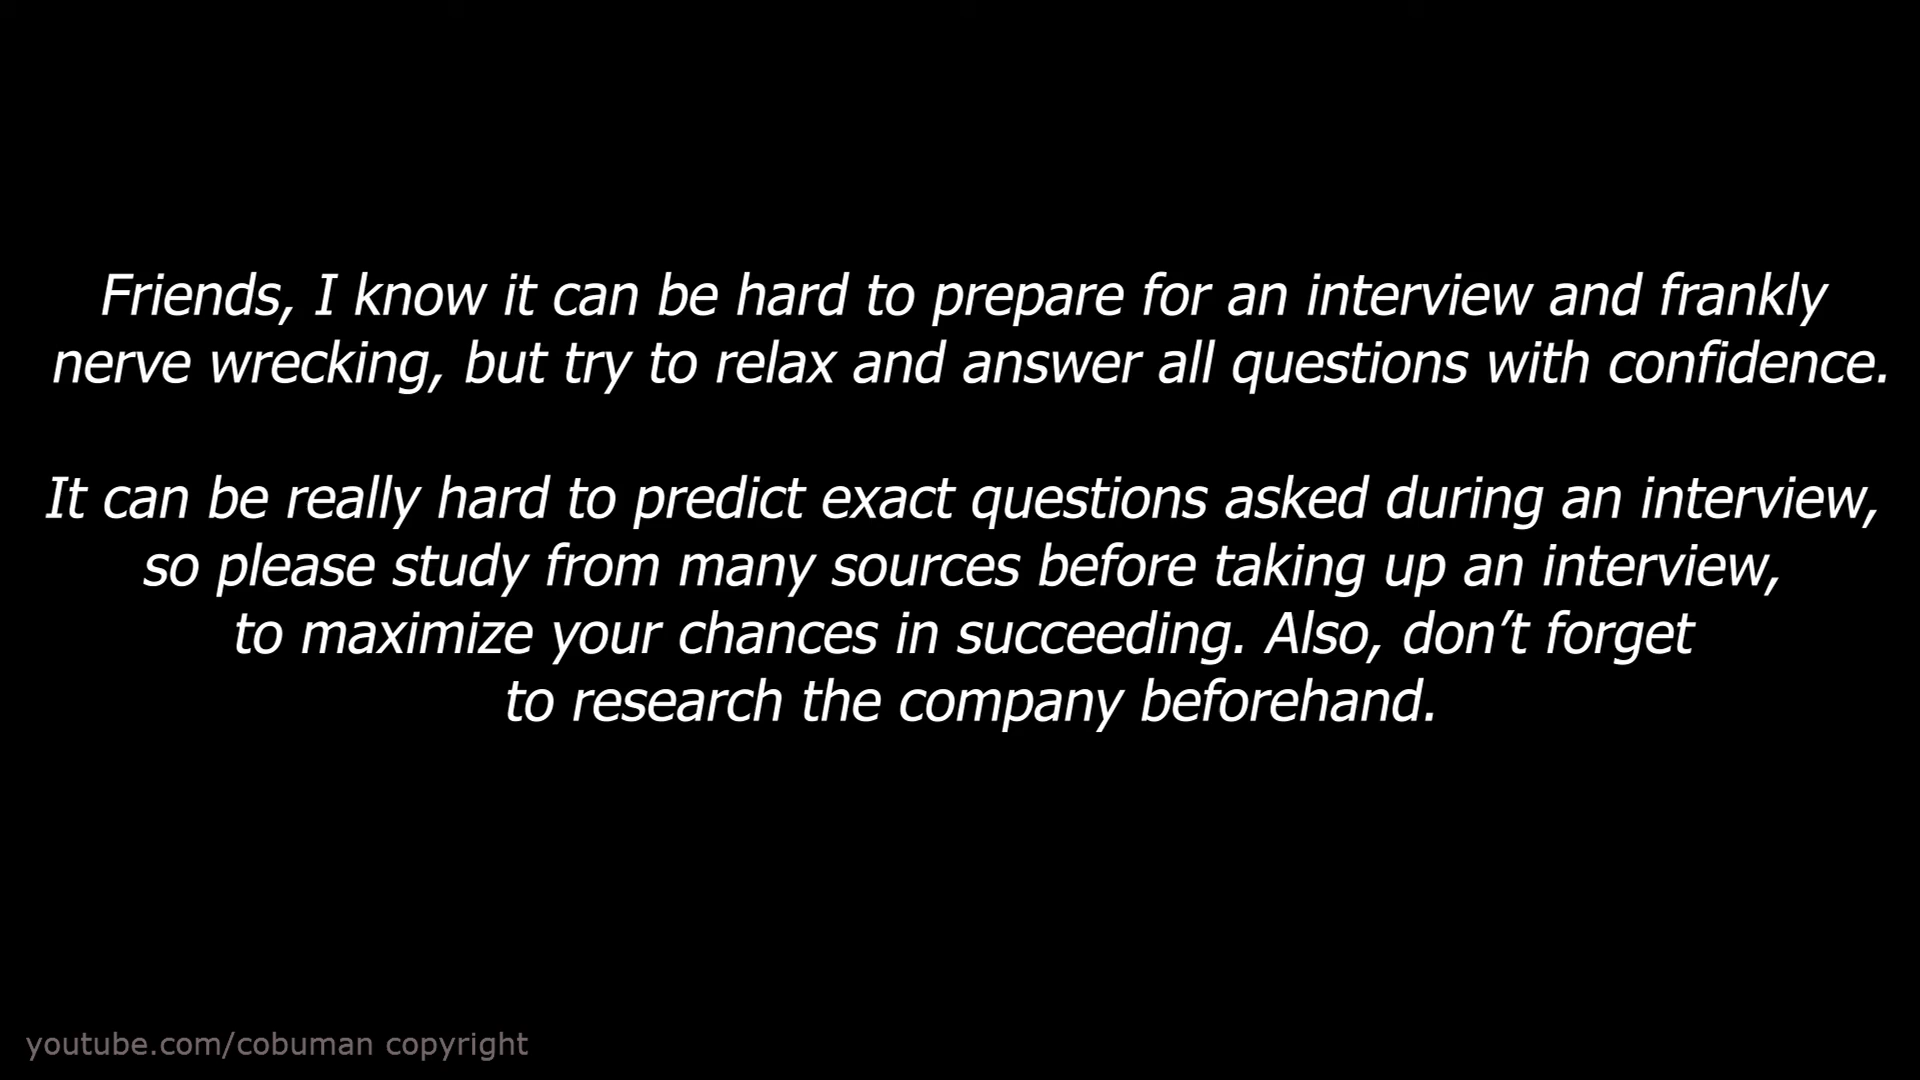 Friends, I know it can be hard to prepare for an interview and frankly
nerve wrecking, but try to relax and answer all questions with confidence.
It can be really hard to predict exact questions asked during an interview,
so please study from many sources before taking up an interview,
to maximize your chances in succeeding. Also, don’t forget
to research the company beforehand.
youtube.com/cobuman copyright